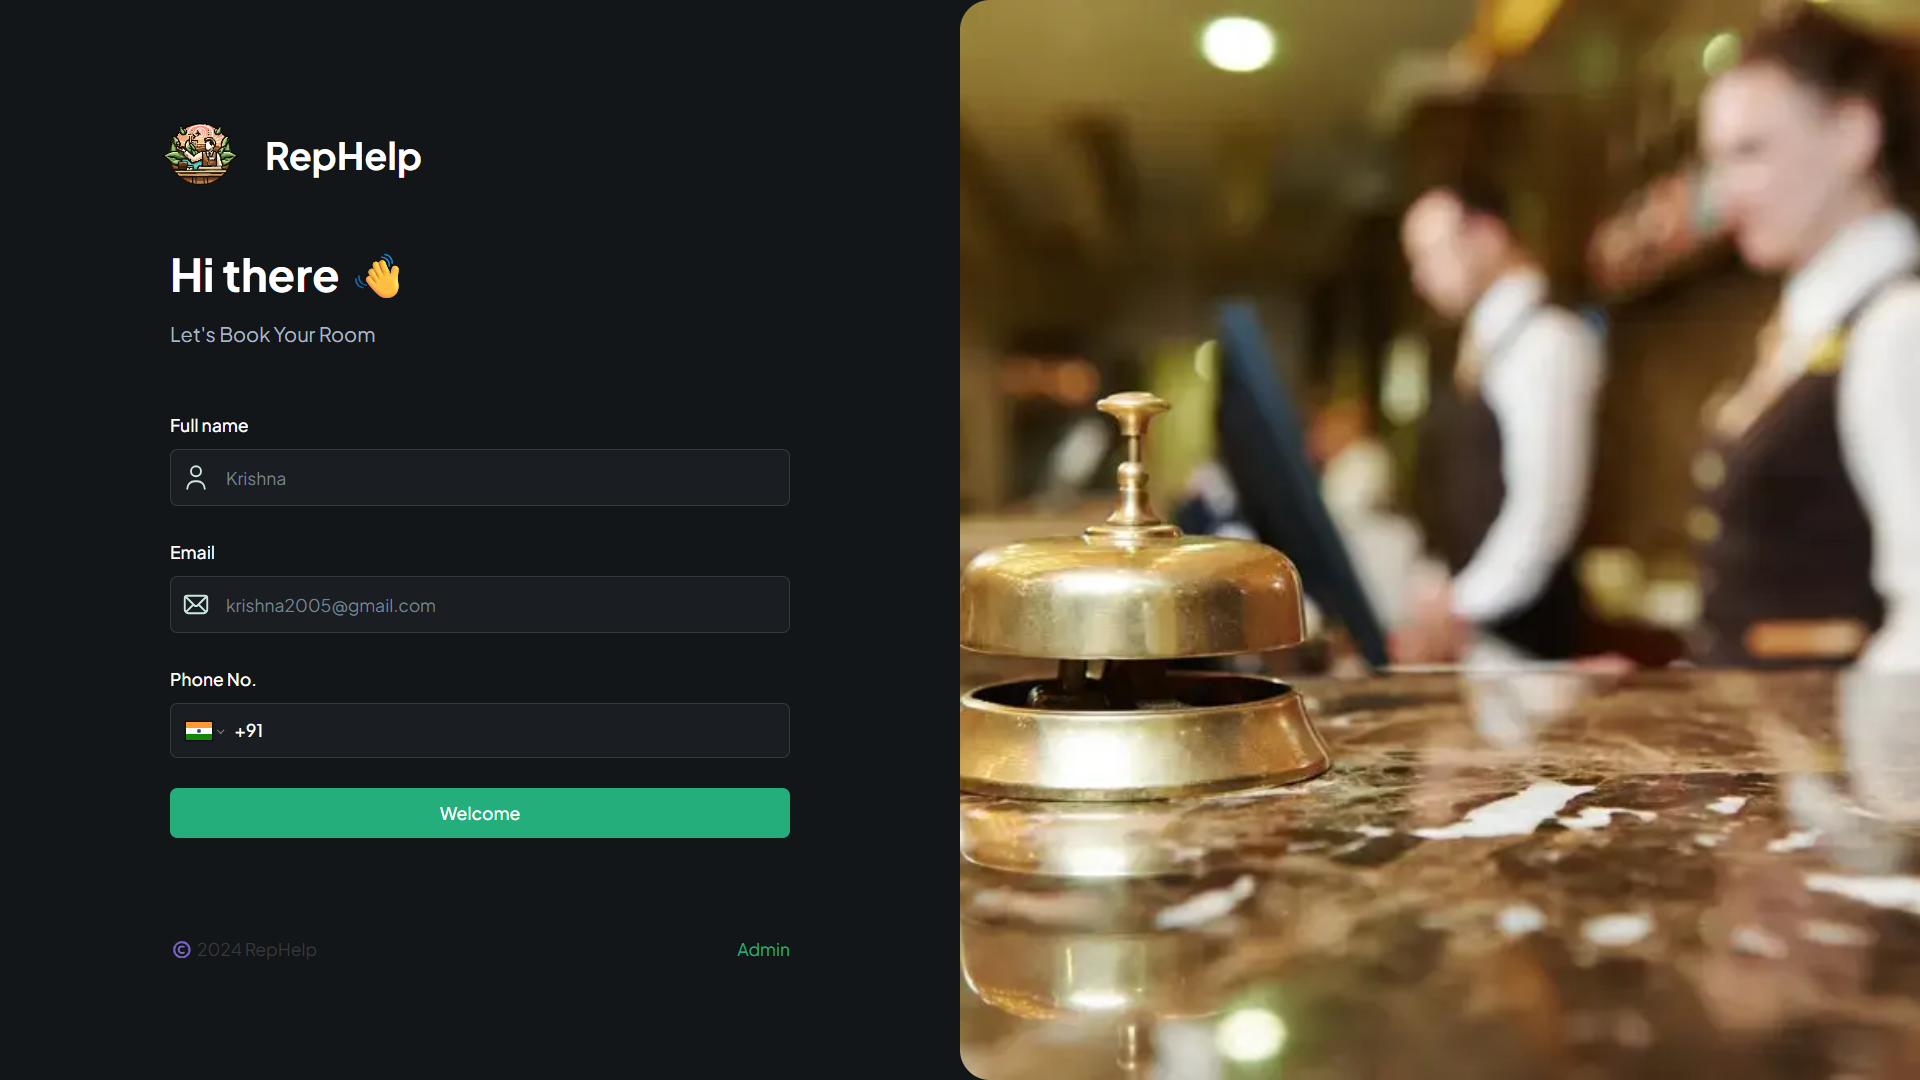 RepHelp
Hi there 👋
Let's Book Your Room
Full name
Krishna
Email
krishna2005@gmail.com
Phone No.
+91
Welcome
© 2024 RepHelp
Admin